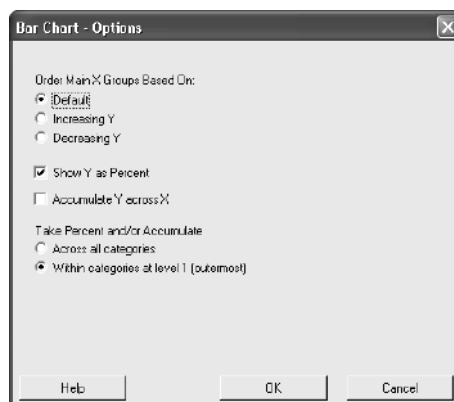 Bar Chart - Options
Order Main X Groups Based On:
Default
Increasing Y
Decreasing Y
Show Y as Percent
Accumulate Y across X
Take Percent and/or Accumulate
Across all categories
Within categories at level 1 (outermost)
Help
OK
Cancel